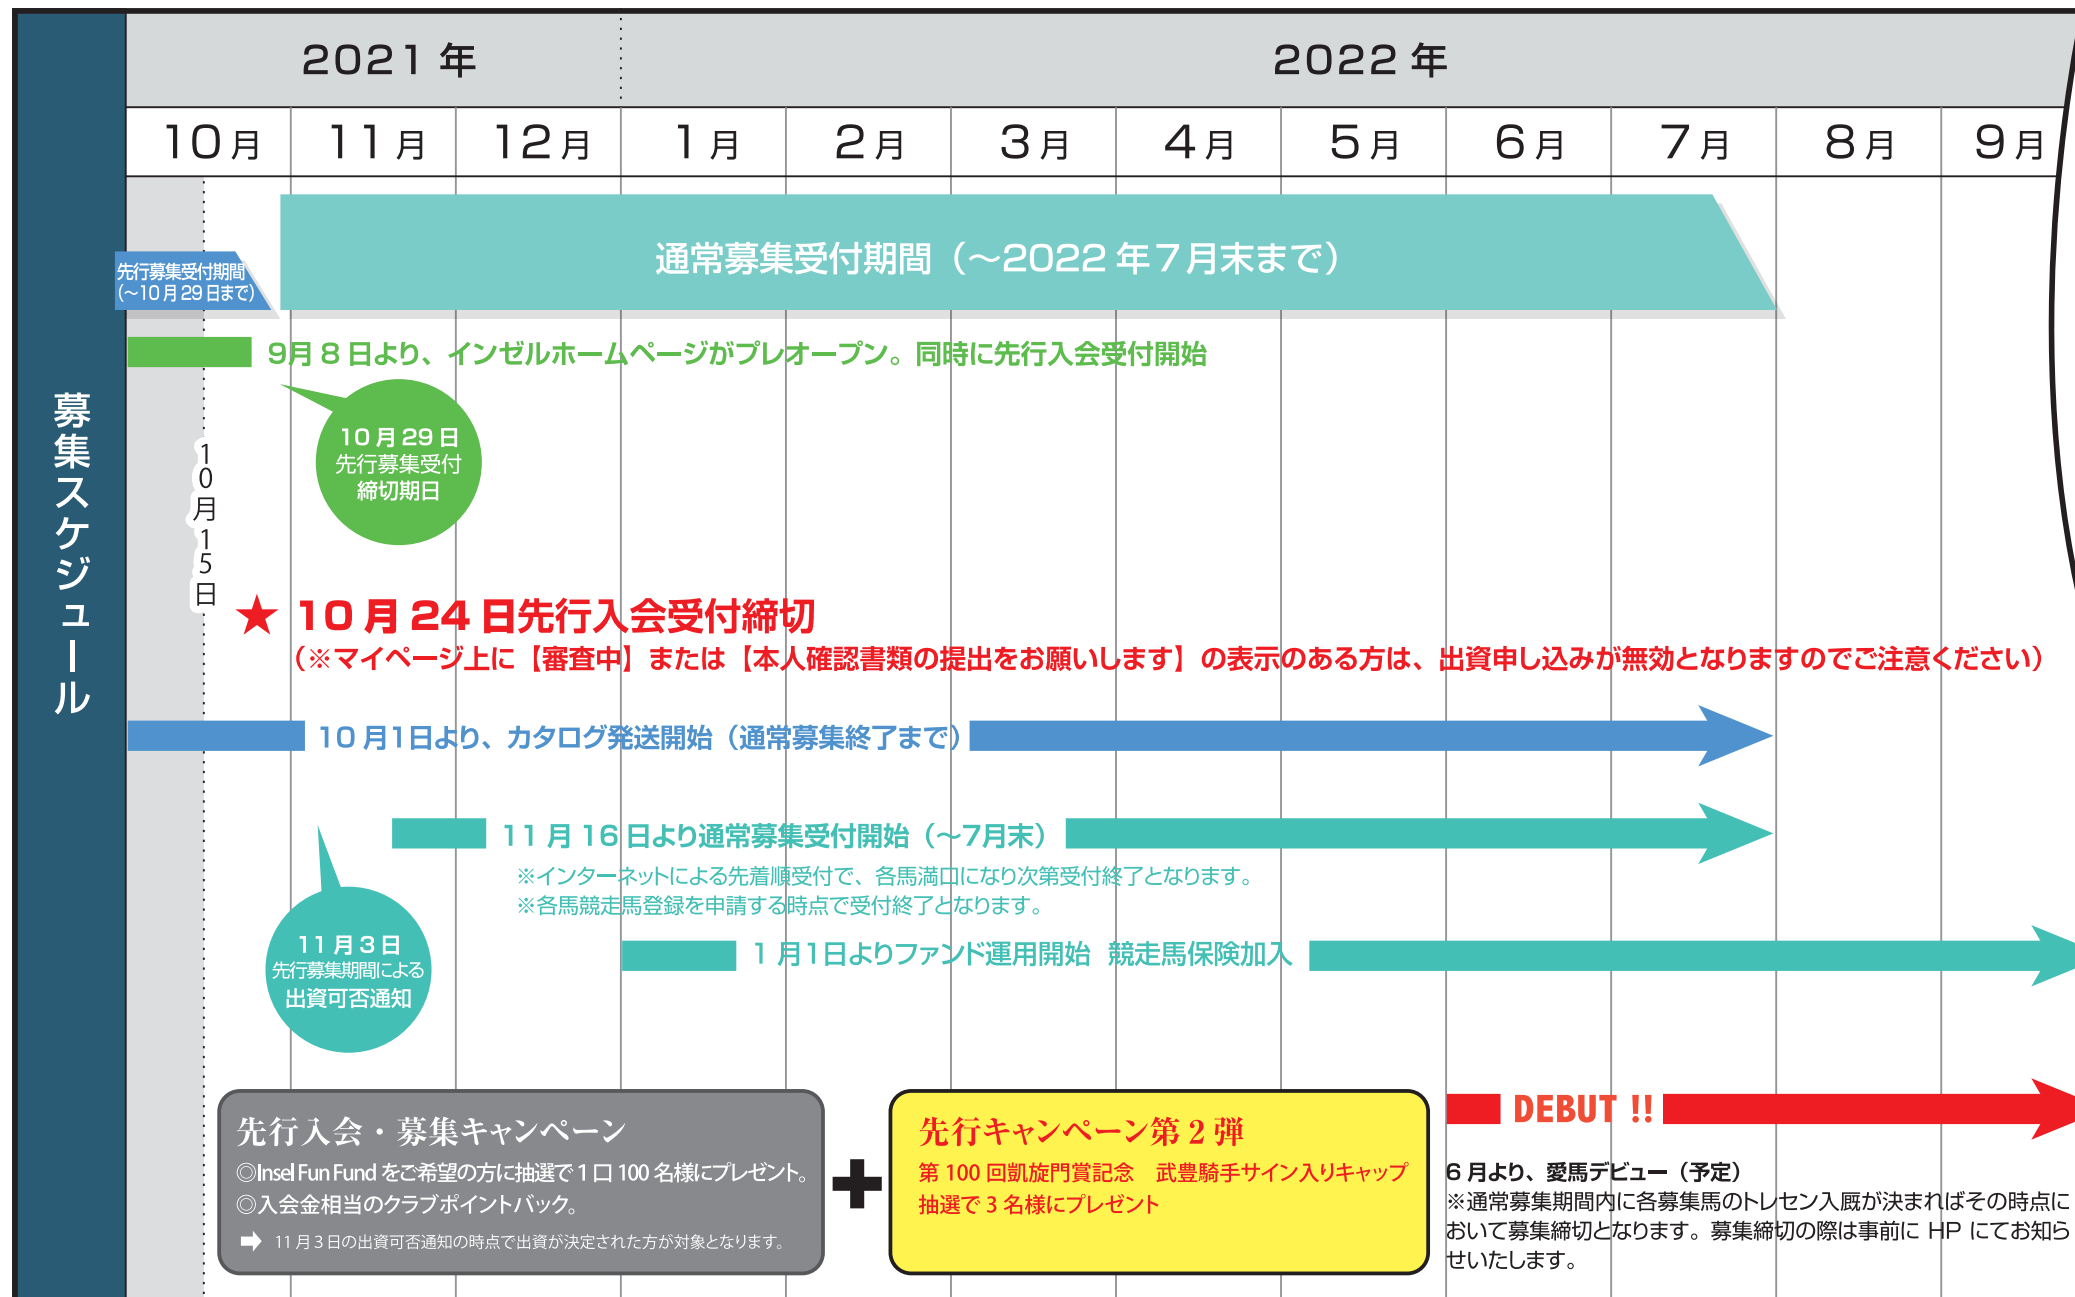 募集スケジュール
2021 年
2022 年
10月
11月
12月
1月
2月
3月
4月
5月
6月
7月
8月
9月
先行募集受付期間
(～10月29日まで)
通常募集受付期間（～2022年7月末まで）
9月8日より、インゼルホームページがプレオープン。同時に先行入会受付開始
10月29日
先行募集受付
締切期日
10月15日
★ 10月24日先行入会受付締切
（※マイページ上に【審査中】または【本人確認書類の提出をお願いします】の表示のある方は、出資申し込みが無効となりますのでご注意ください）
10月1日より、カタログ発送開始（通常募集終了まで）
11月16日より通常募集受付開始（～7月末）
※インターネットによる先着順受付で、各馬満口になり次第受付終了となります。
※各馬競走馬登録を申請する時点で受付終了となります。
11月3日
先行募集期間による
出資可否通知
1月1日よりファンド運用開始 競走馬保険加入
先行入会・募集キャンペーン
◎Insel Fun Fund をご希望の方に抽選で1口100名様にプレゼント。
◎入会金相当のクラブポイントバック。
➡ 11月3日の出資可否通知の時点で出資が決定された方が対象となります。
+
先行キャンペーン第2弾
第100回凱旋門賞記念　武豊騎手サイン入りキャップ
抽選で3名様にプレゼント
DEBUT !!
6月より、愛馬デビュー（予定）
※通常募集期間内に各募集馬のトレセン入厩が決まればその時点に
おいて募集締切となります。募集締切の際は事前に HP にてお知ら
せいたします。